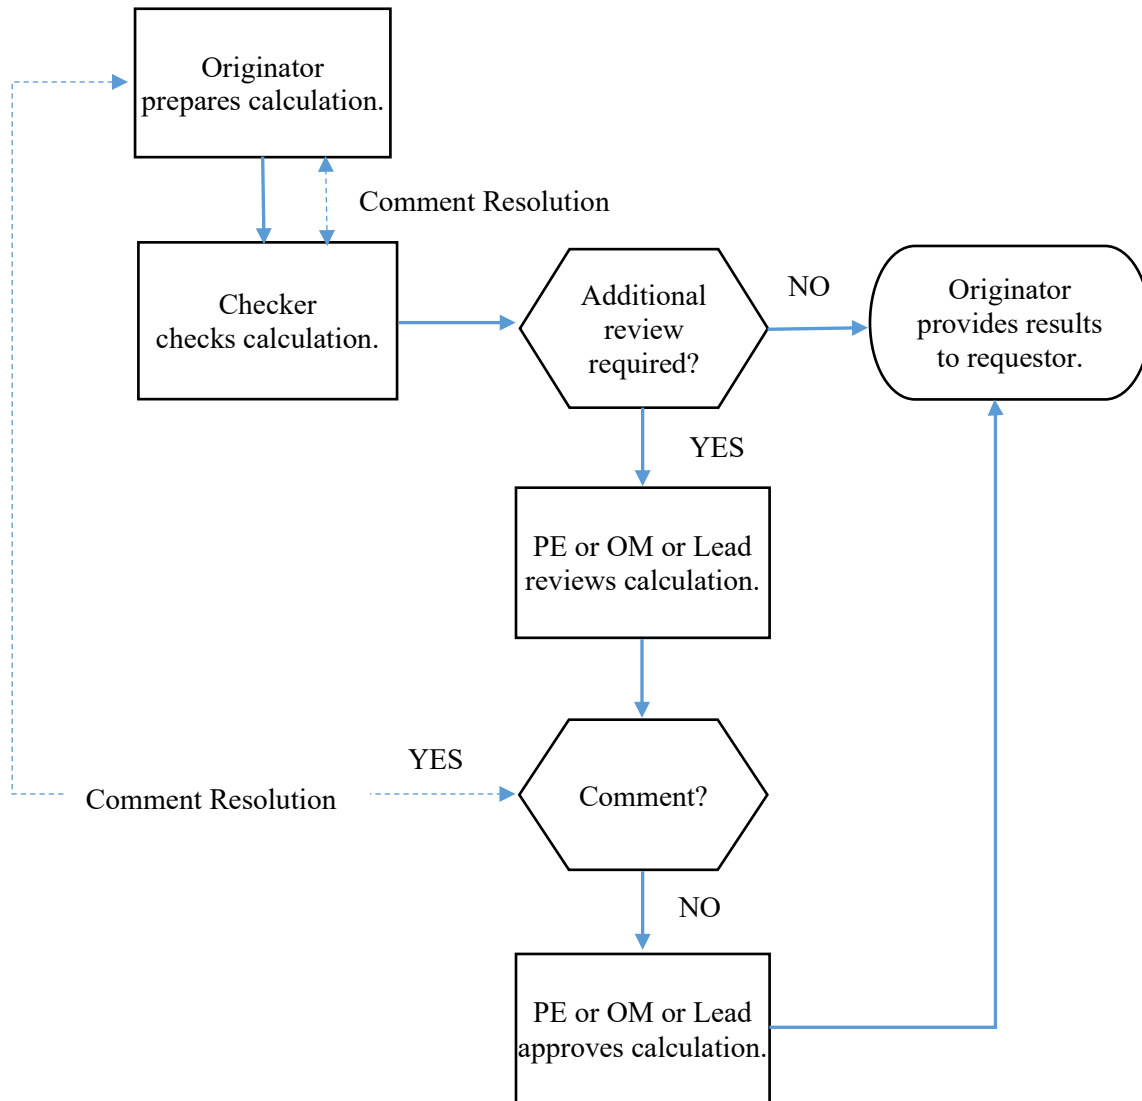 Originator
prepares calculation.
Comment Resolution
Checker
checks calculation.
Additional
review
required?
NO
Originator
provides results
to requestor.
YES
PE or OM or Lead
reviews calculation.
YES
Comment Resolution
Comment?
NO
PE or OM or Lead
approves calculation.